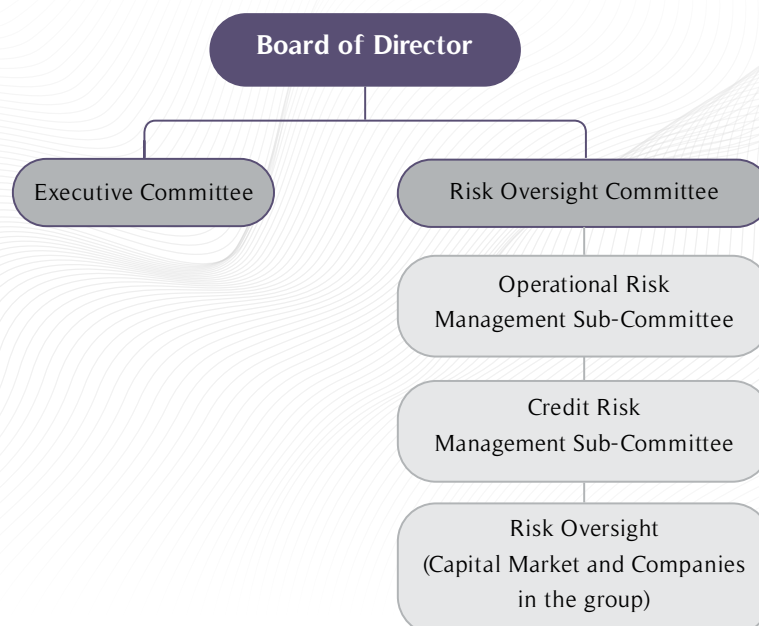 Board of Director
Executive Committee
Risk Oversight Committee
Operational Risk
Management Sub-Committee
Credit Risk
Management Sub-Committee
Risk Oversight
(Capital Market and Companies
in the group)